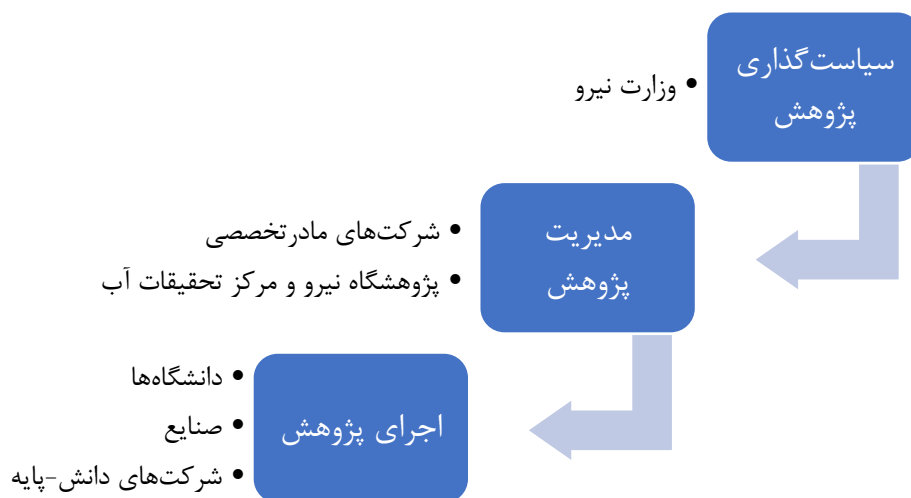 سیاست‌گذاری
پژوهش
• وزارت نیرو
مدیریت
پژوهش
• شرکت‌های مادرتخصصی
• پژوهشگاه نیرو و مرکز تحقیقات آب
اجرای پژوهش
• دانشگاه‌ها
• صنایع
• شرکت‌های دانش-پایه